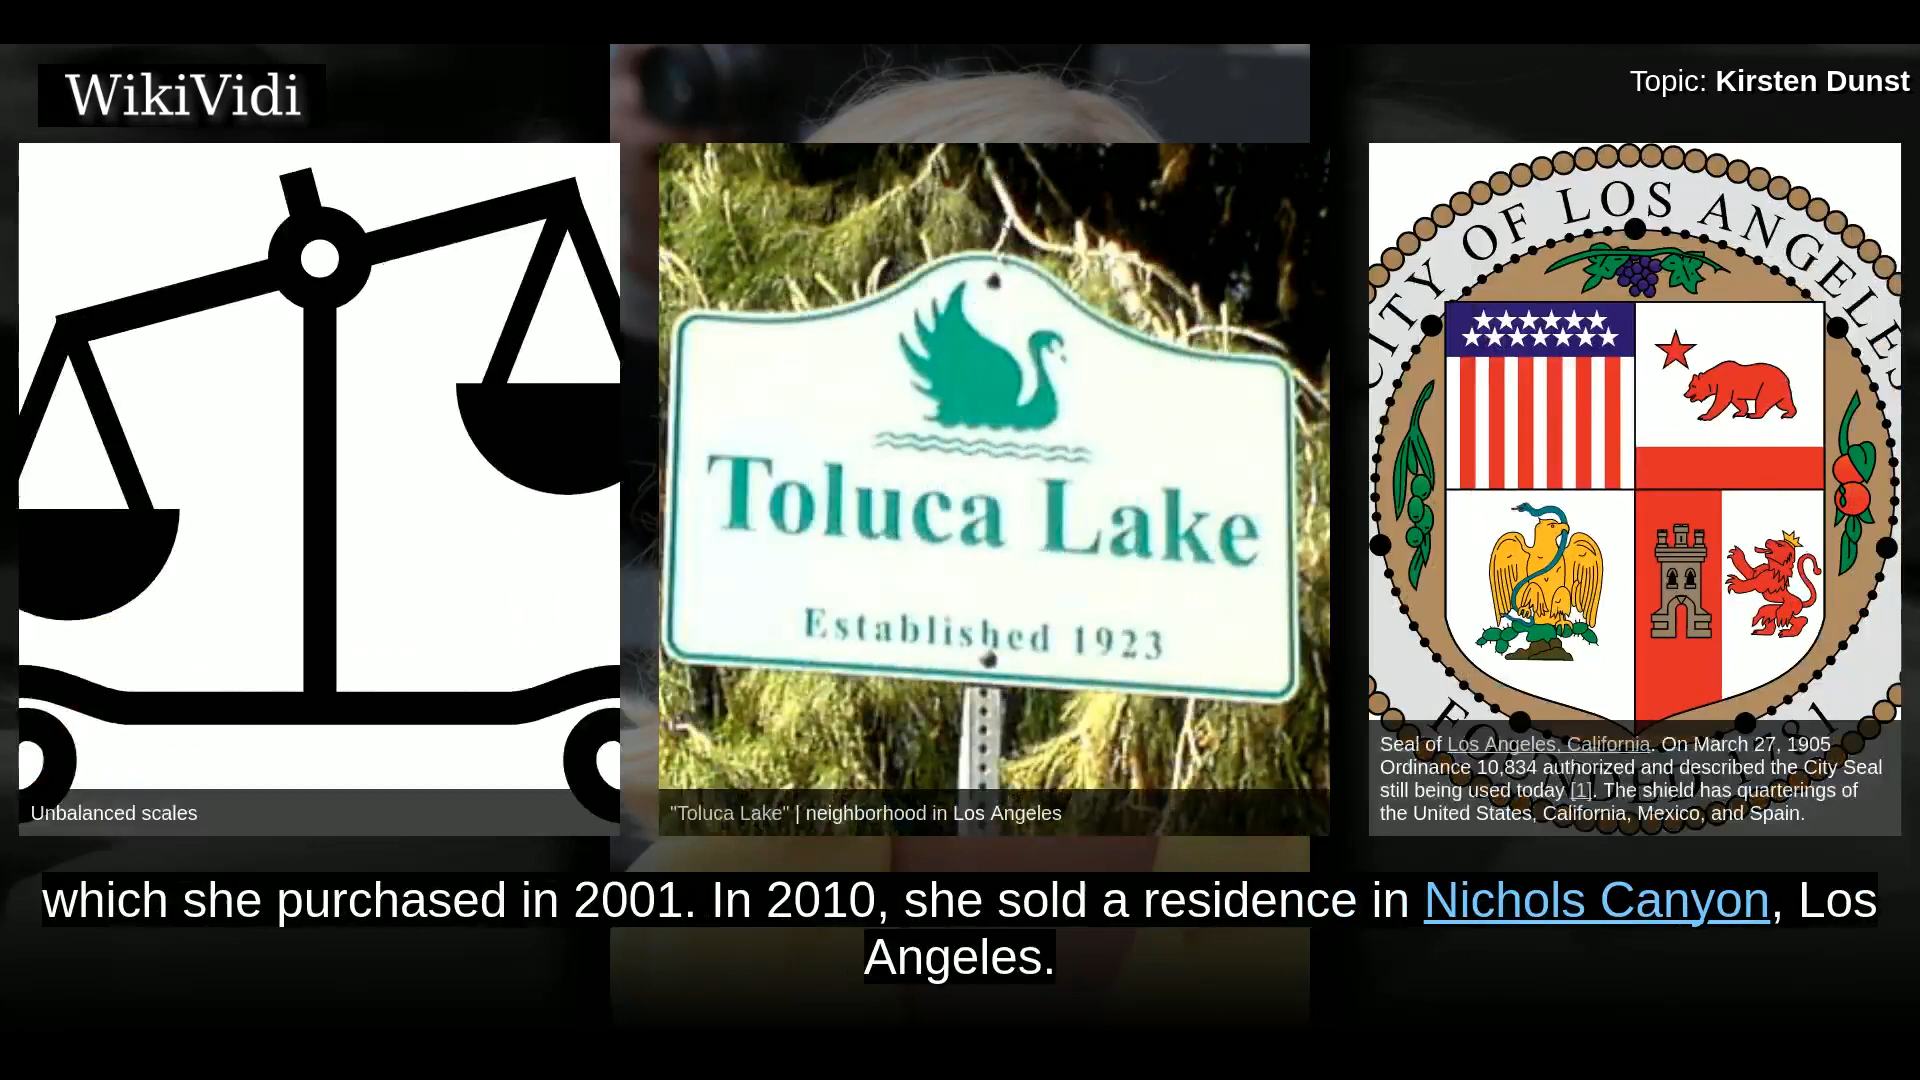 WikiVidi
Topic: Kirsten Dunst
Unbalanced scales
Toluca Lake
Established 1923
"Toluca Lake" | neighborhood in Los Angeles
CITY OF LOS ANGELES
FOUNDED 1781
Seal of Los Angeles, California. On March 27, 1905
Ordinance 10,834 authorized and described the City Seal
still being used today [1]. The shield has quarterings of
the United States, California, Mexico, and Spain.
which she purchased in 2001. In 2010, she sold a residence in Nichols Canyon, Los
Angeles.